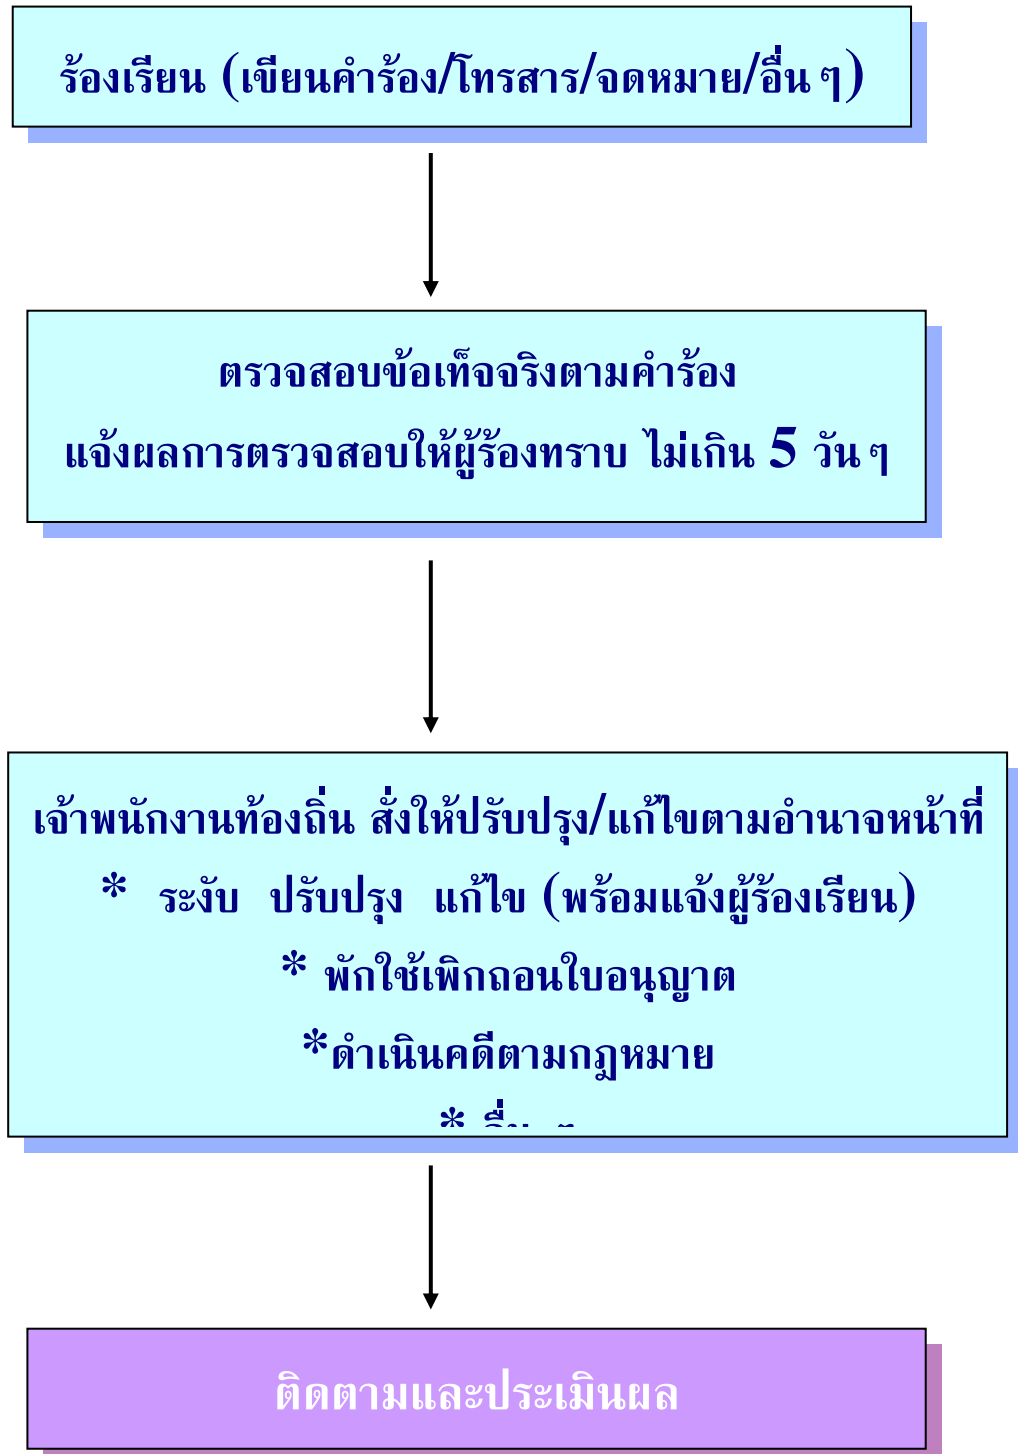 ร้องเรียน (เขียนคำร้อง/โทรสาร/จดหมาย/อื่น ๆ)
ตรวจสอบข้อเท็จจริงตามคำร้อง
แจ้งผลการตรวจสอบให้ผู้ร้องทราบ ไม่เกิน 5 วัน ๆ
เจ้าพนักงานท้องถิ่น สั่งให้ปรับปรุง/แก้ไขตามอำนาจหน้าที่
* ระงับ ปรับปรุง แก้ไข (พร้อมแจ้งผู้ร้องเรียน)
* พักใช้เพิกถอนใบอนุญาต
*ดำเนินคดีตามกฎหมาย
*
ติดตามและประเมินผล